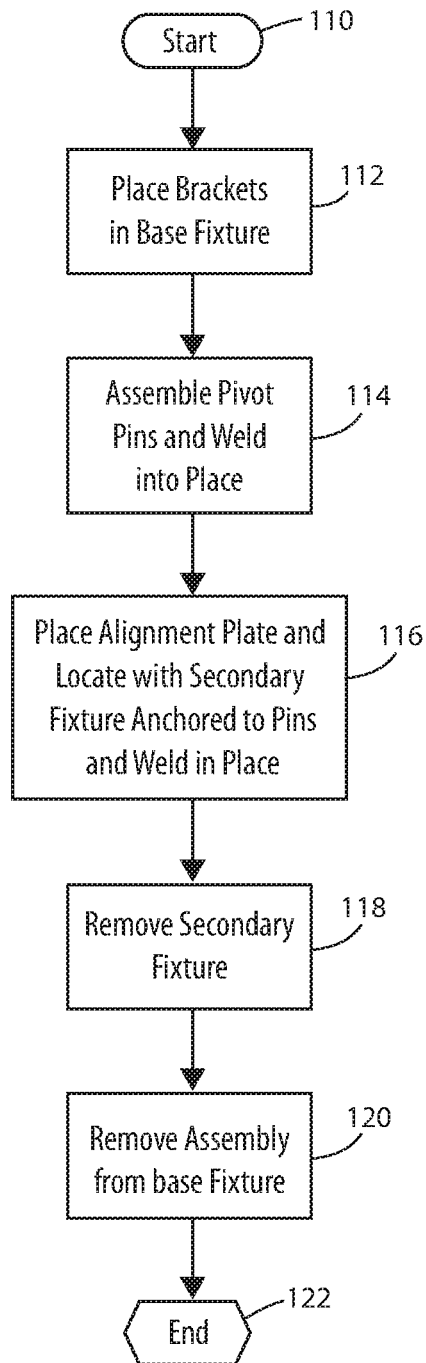 Start
110
Place Brackets
in Base Fixture
112
Assemble Pivot
Pins and Weld
into Place
114
Place Alignment Plate and
Locate with Secondary
Fixture Anchored to Pins
and Weld in Place
116
Remove Secondary
Fixture
118
Remove Assembly
from base Fixture
120
End
122